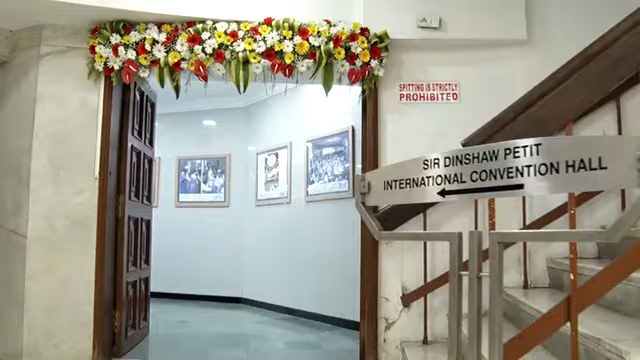 SPITTING IS STRICTLY
PROHIBITED
SIR DINSHAW PETIT
INTERNATIONAL CONVENTION HALL